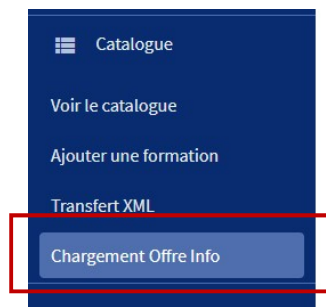 Catalogue
Voir le catalogue
Ajouter une formation
Transfert XML
Chargement Offre Info